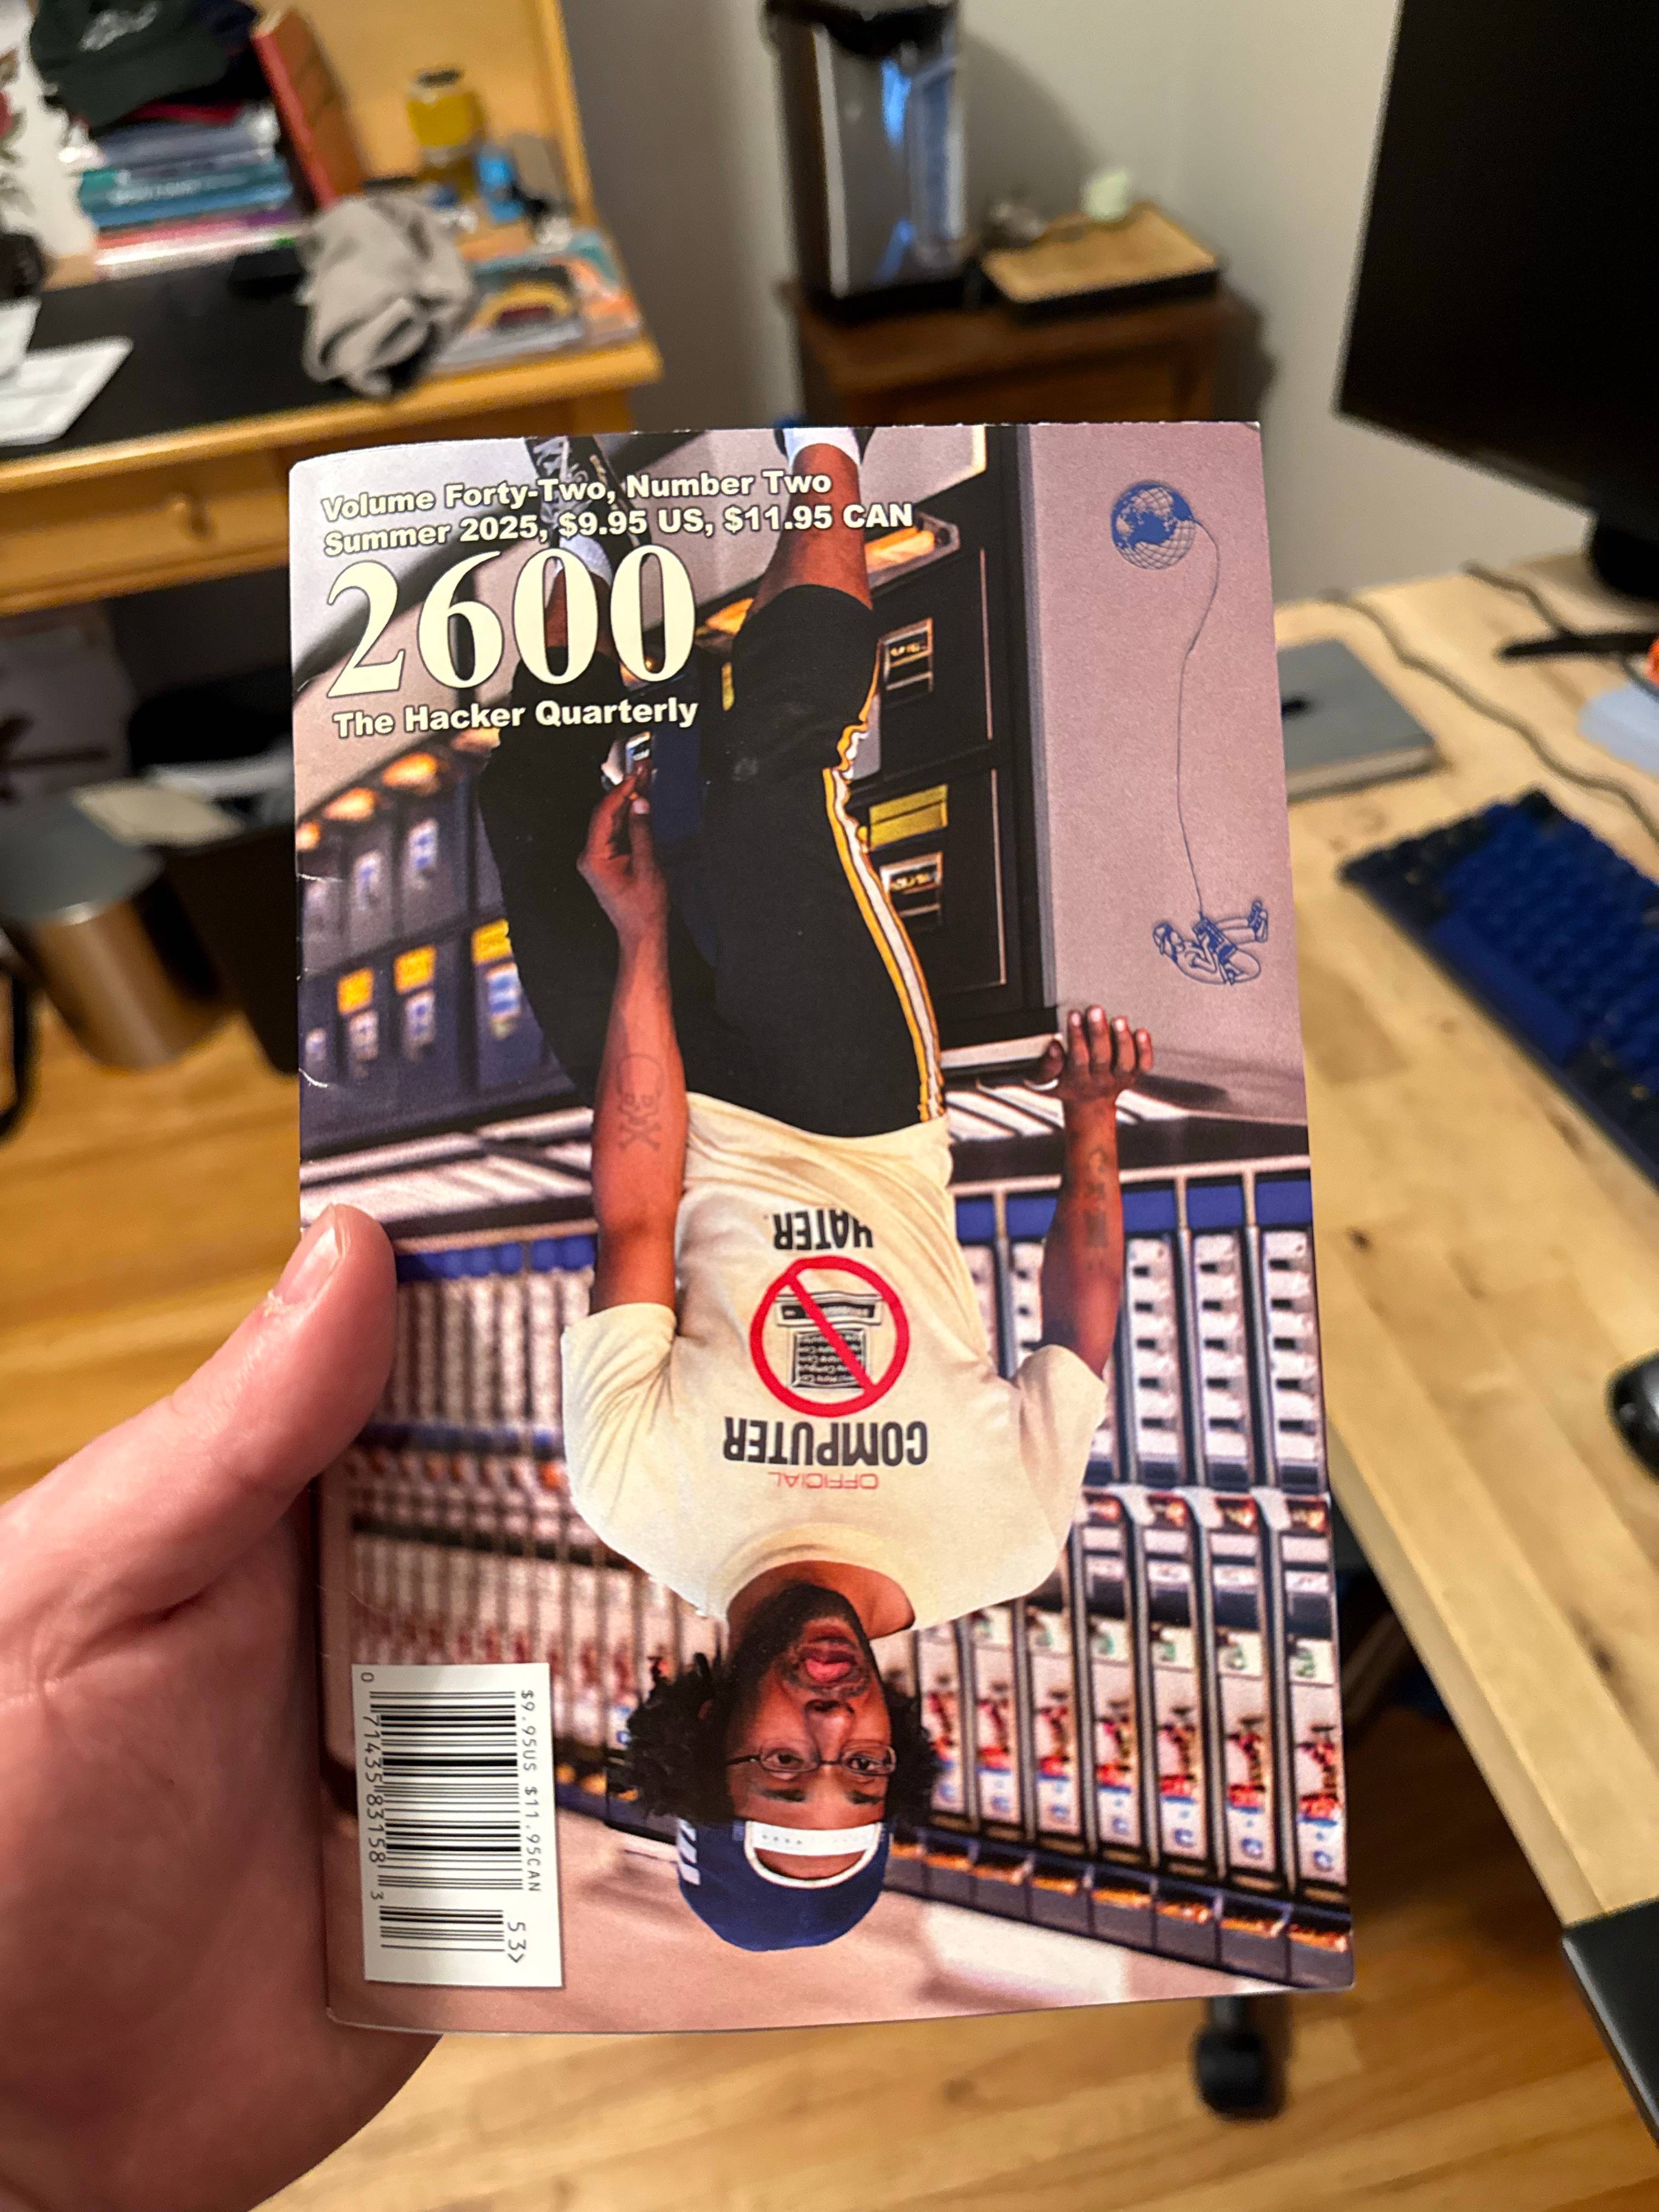 Volume Forty-Two, Number Two
Summer 2025, $9.95 US, $11.95 CAN
2600
The Hacker Quarterly
OFFICIAL
COMPUTER
HATER
$9.95US $11.95CAN
53>
0 71435 83158 3